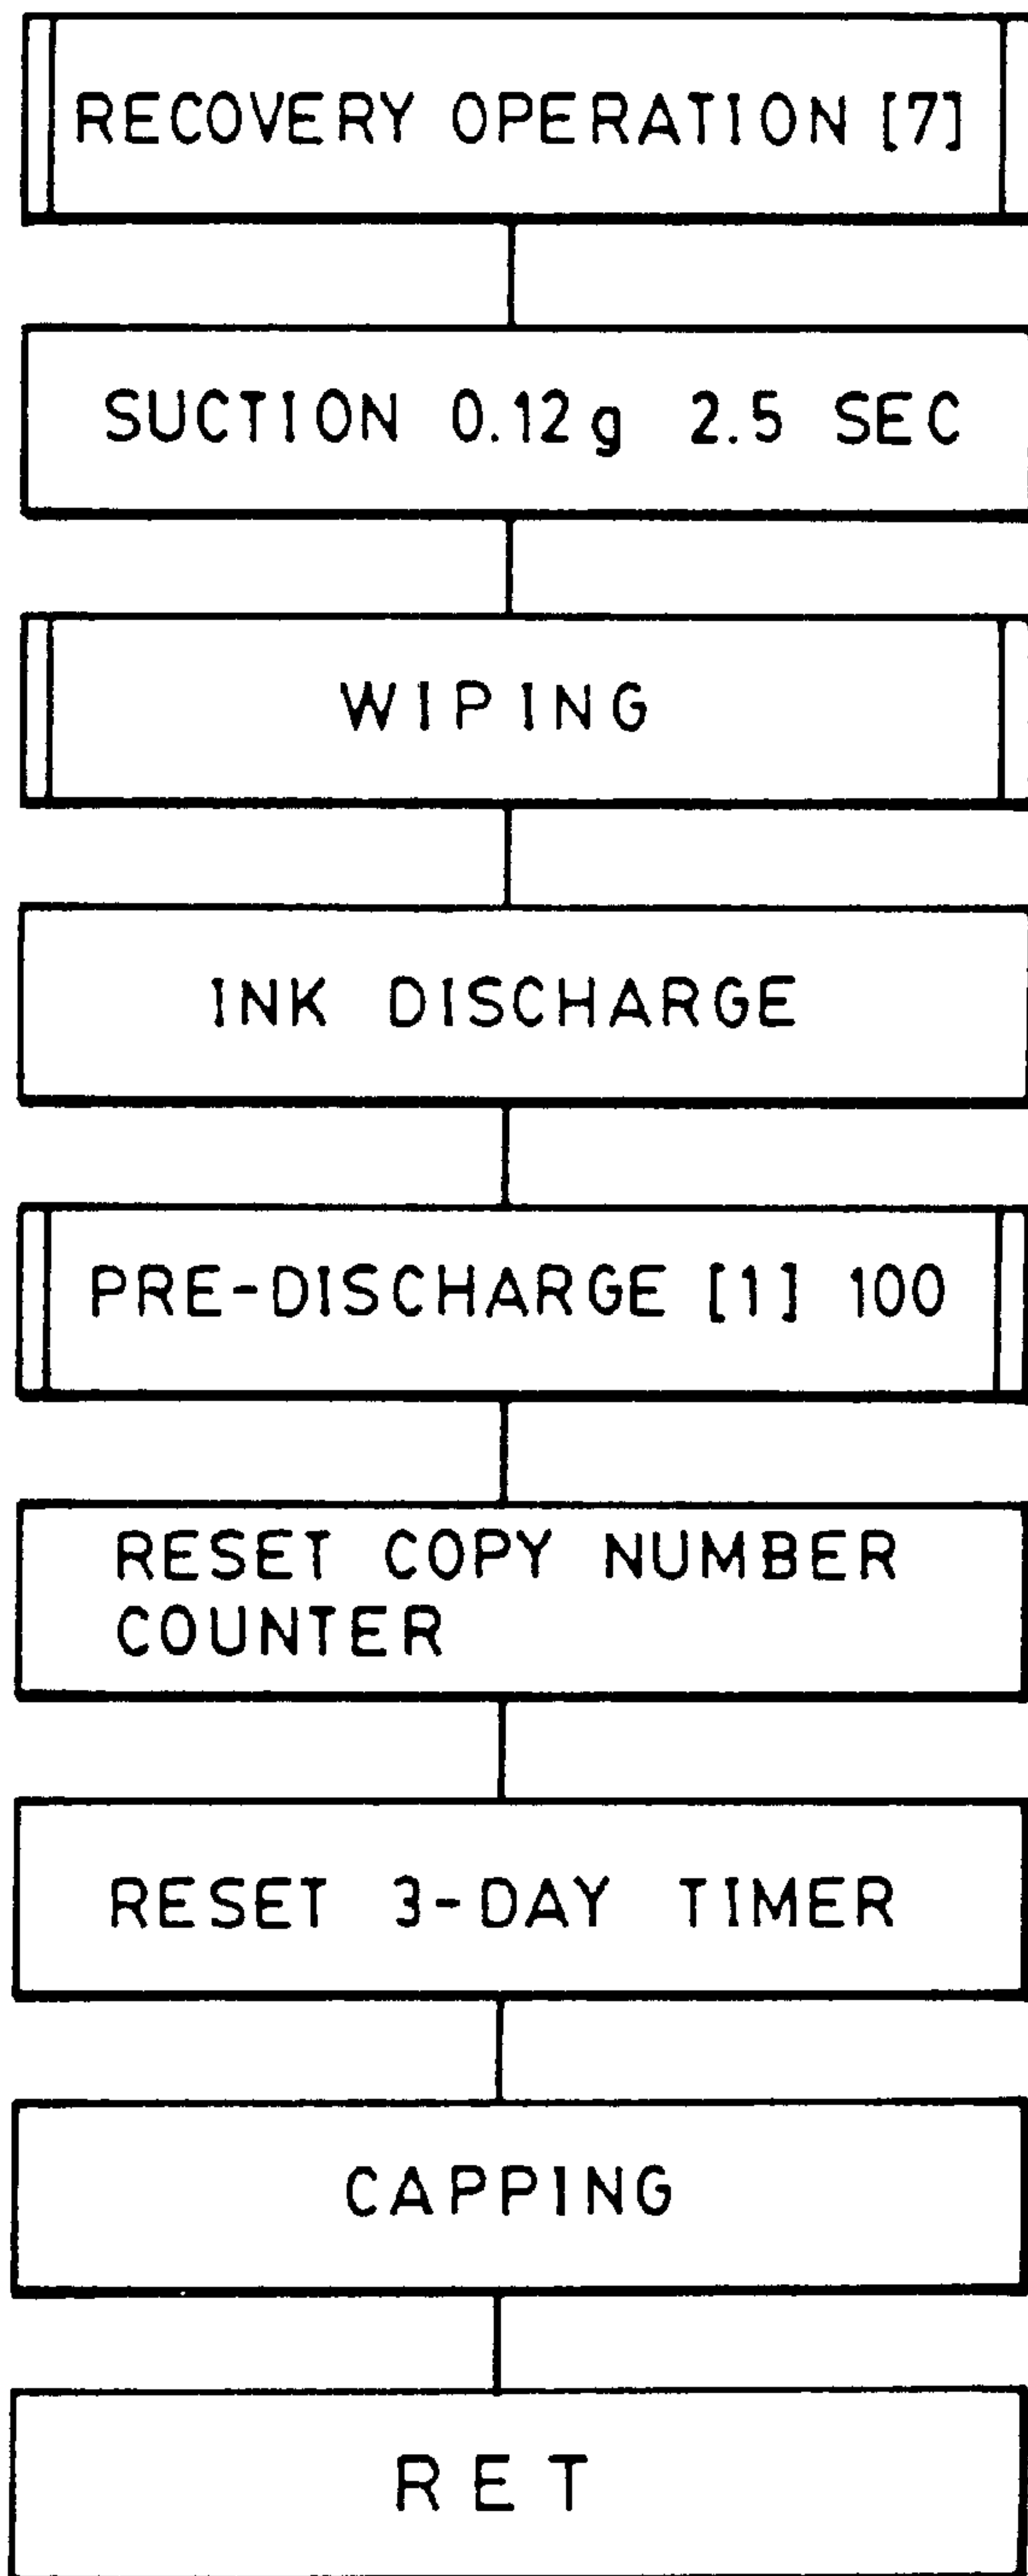 RECOVERY OPERATION [7]
SUCTION 0.12g 2.5 SEC
WIPING
INK DISCHARGE
PRE-DISCHARGE [1] 100
RESET COPY NUMBER
COUNTER
RESET 3-DAY TIMER
CAPPING
RET